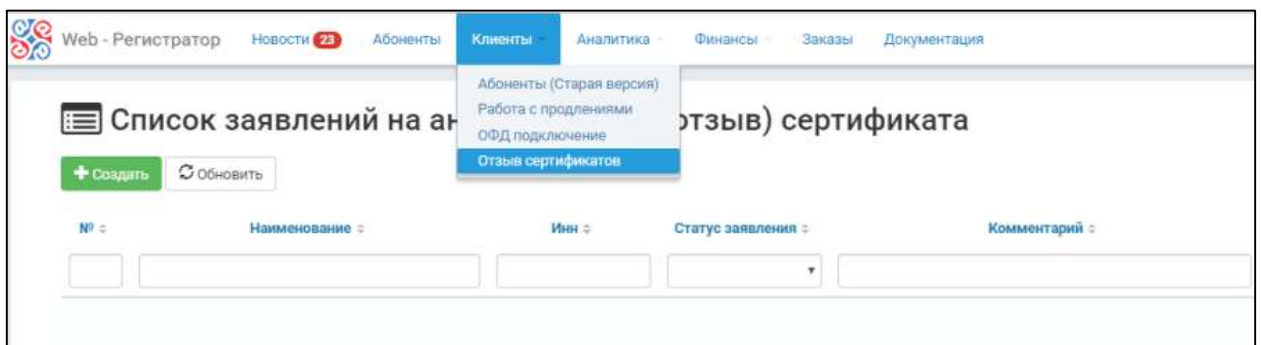 Web - Регистратор Новости 23 Абоненты Клиенты Аналитика Финансы Заказы Документация
Абоненты (Старая версия)
Работа с продлениями
ОФД подключение
Отзыв сертификатов
Список заявлений на ан отзыв) сертификата
Создать Обновить
№ Наименование Инн Статус заявления Комментарий